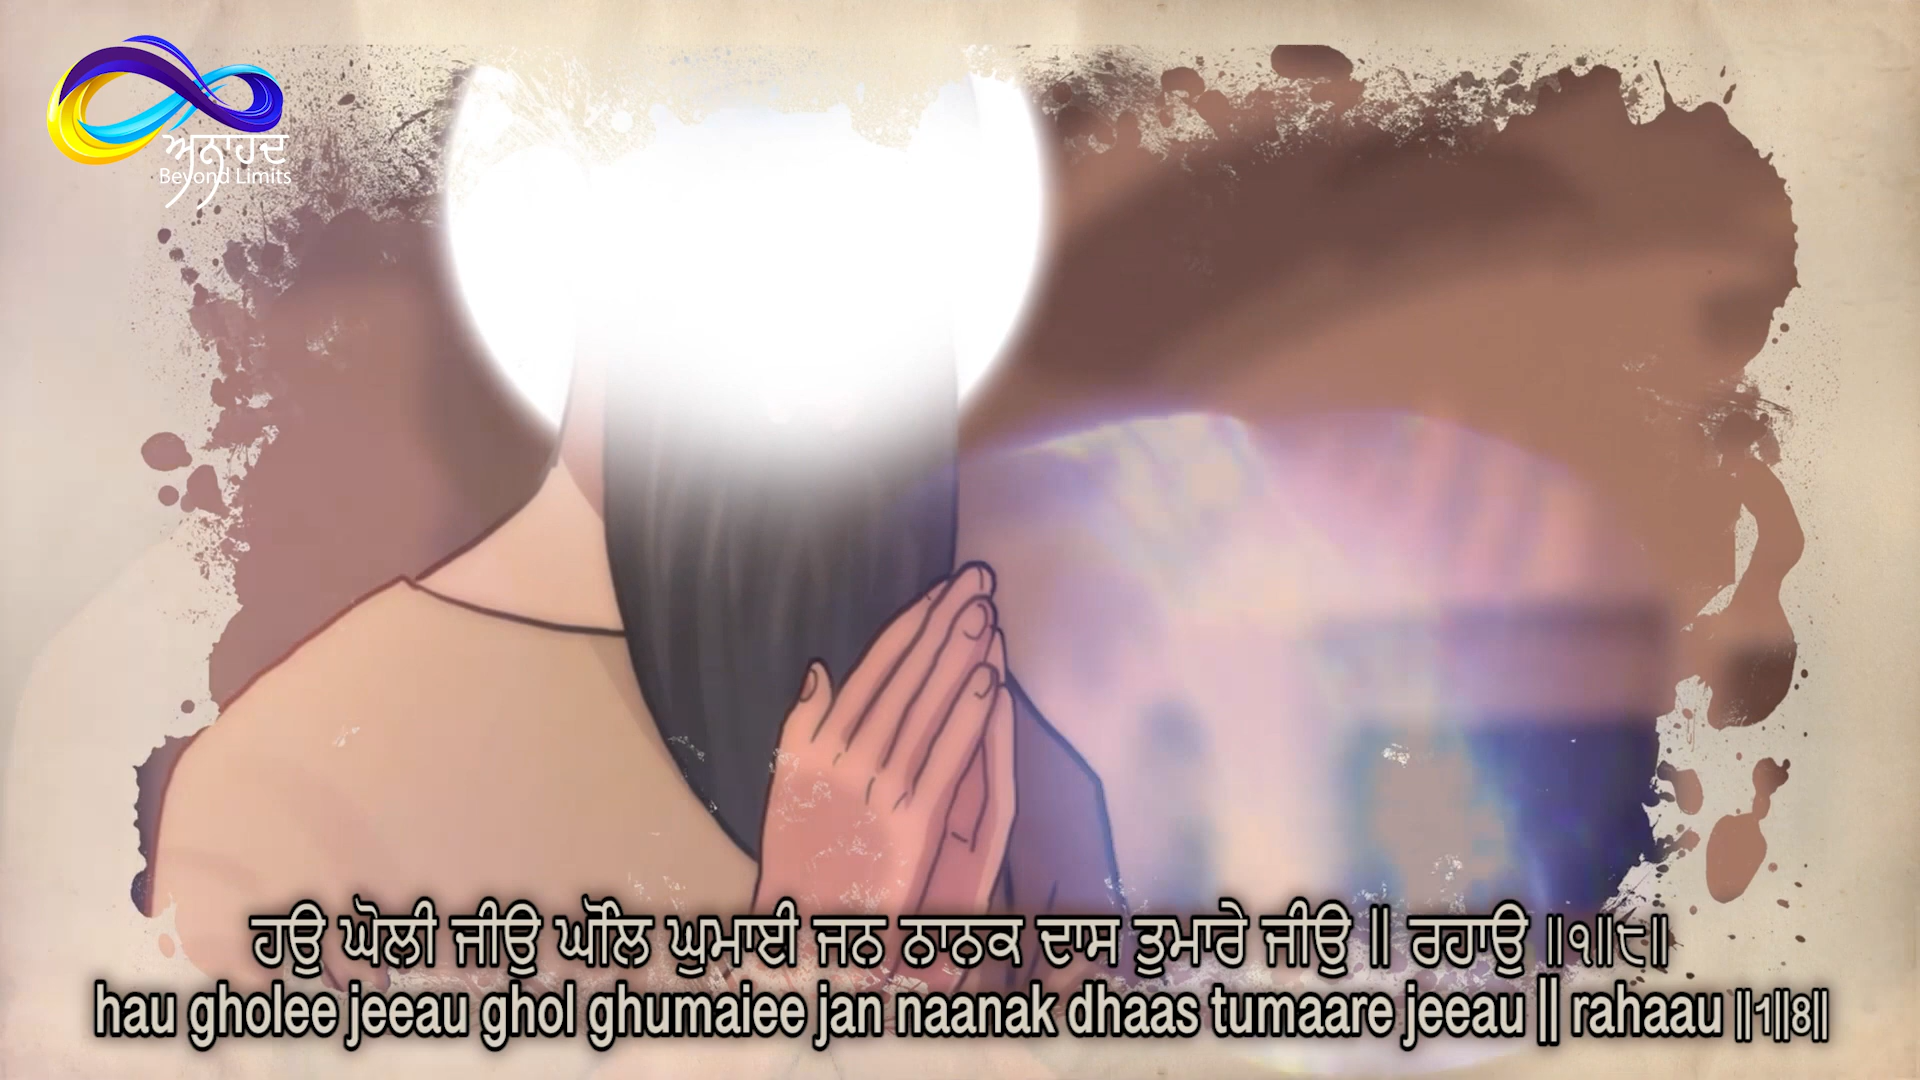 ਅਨਾਹਦ
Beyond Limits
ਹਉ ਘੋਲੀ ਜੀਉ ਘੋਲਿ ਘੁਮਾਈ ਜਨ ਨਾਨਕ ਦਾਸ ਤੁਮਾਰੇ ਜੀਉ ॥ ਰਹਾਉ ॥੧॥੮॥
hau gholee jeeau ghol ghumaiee jan naanak dhaas tumaare jeeau || rahaau ||1||8||